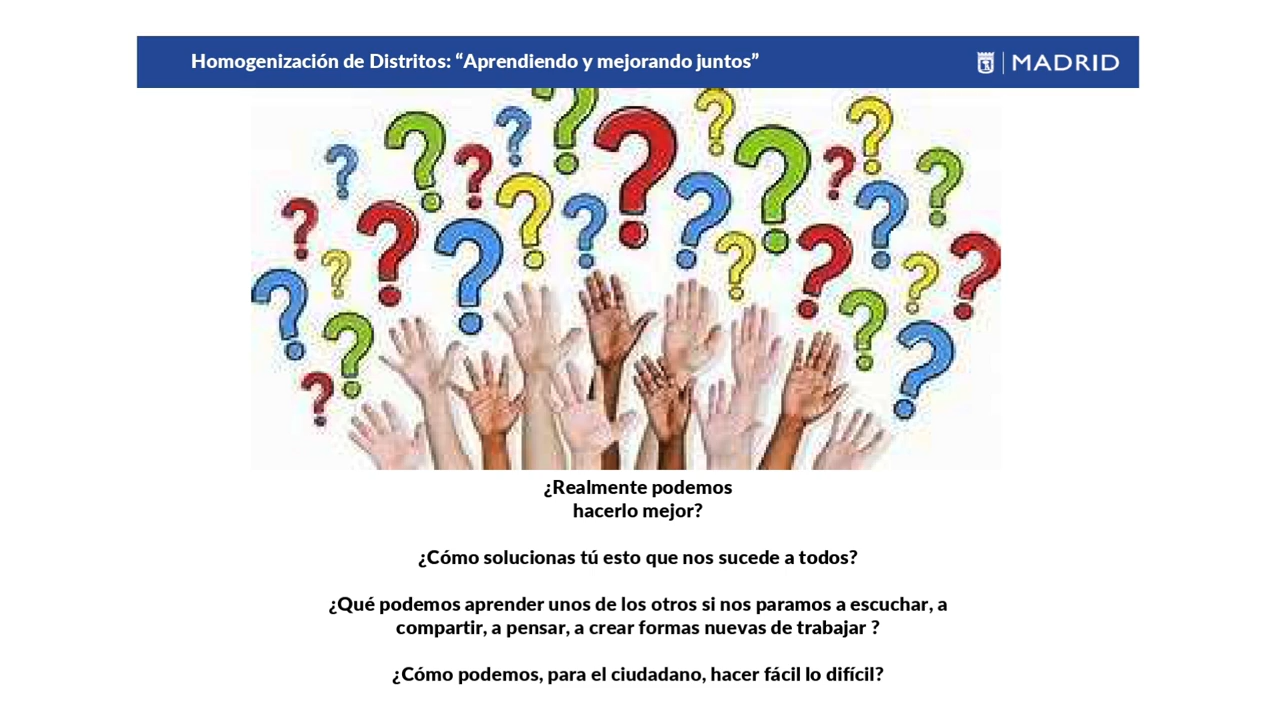 Homogenización de Distritos: “Aprendiendo y mejorando juntos”
MADRID
¿Realmente podemos
hacerlo mejor?
¿Cómo solucionas tú esto que nos sucede a todos?
¿Qué podemos aprender unos de los otros si nos paramos a escuchar, a
compartir, a pensar, a crear formas nuevas de trabajar ?
¿Cómo podemos, para el ciudadano, hacer fácil lo difícil?